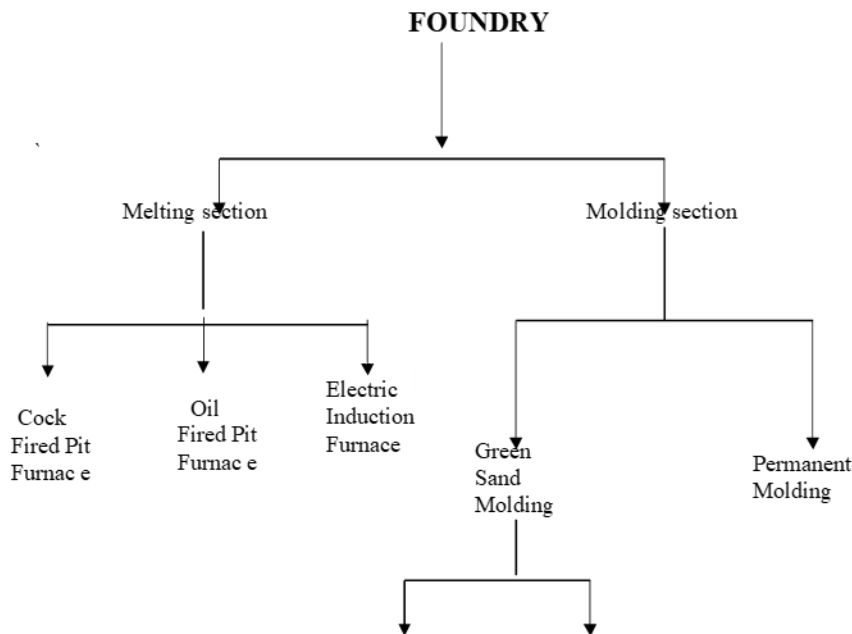 FOUNDRY
`
Melting section
Molding section
Cock
Fired Pit
Furnac e
Oil
Fired Pit
Furnac e
Electric
Induction
Furnace
Green
Sand
Molding
Permanent
Molding